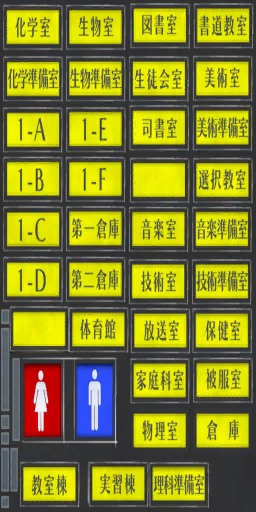 化学室 生物室 図書室 書道教室
化学準備室 生物準備室 生徒会室 美術室
1-A 1-E 司書室 美術準備室
1-B 1-F 選択教室
1-C 第一倉庫 音楽室 音楽準備室
1-D 第二倉庫 技術室 技術準備室
体育館 放送室 保健室
家庭科室 被服室
物理室 倉庫
教室棟 実習棟 理科準備室